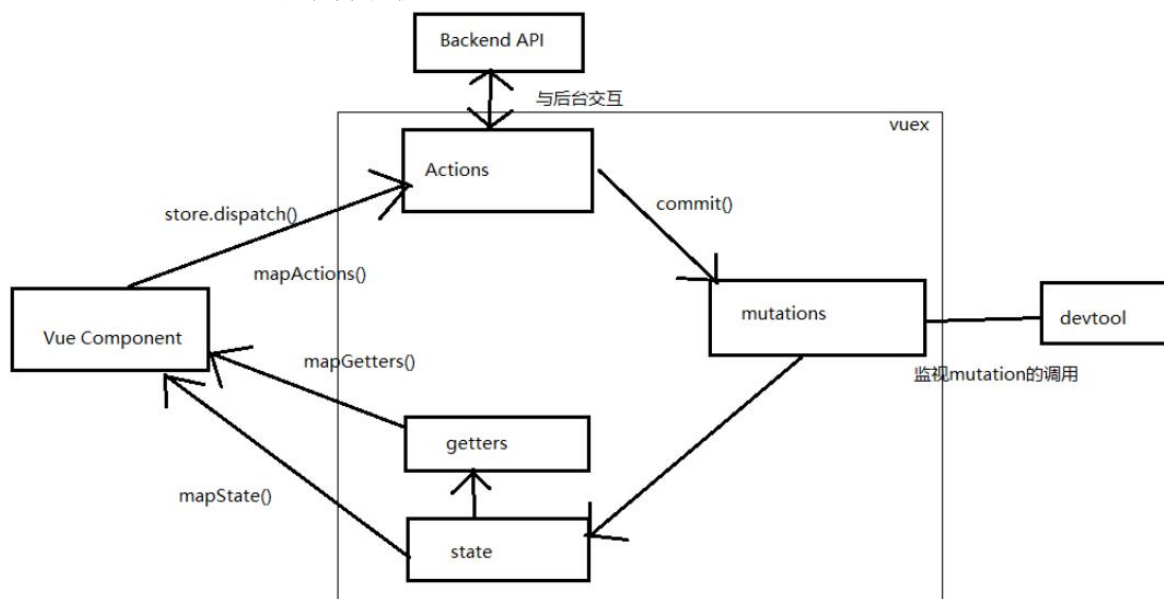 Backend API
与后台交互
vuex
Actions
commit()
store.dispatch()
mapActions()
mutations
devtool
Vue Component
mapGetters()
监视mutation的调用
getters
mapState()
state